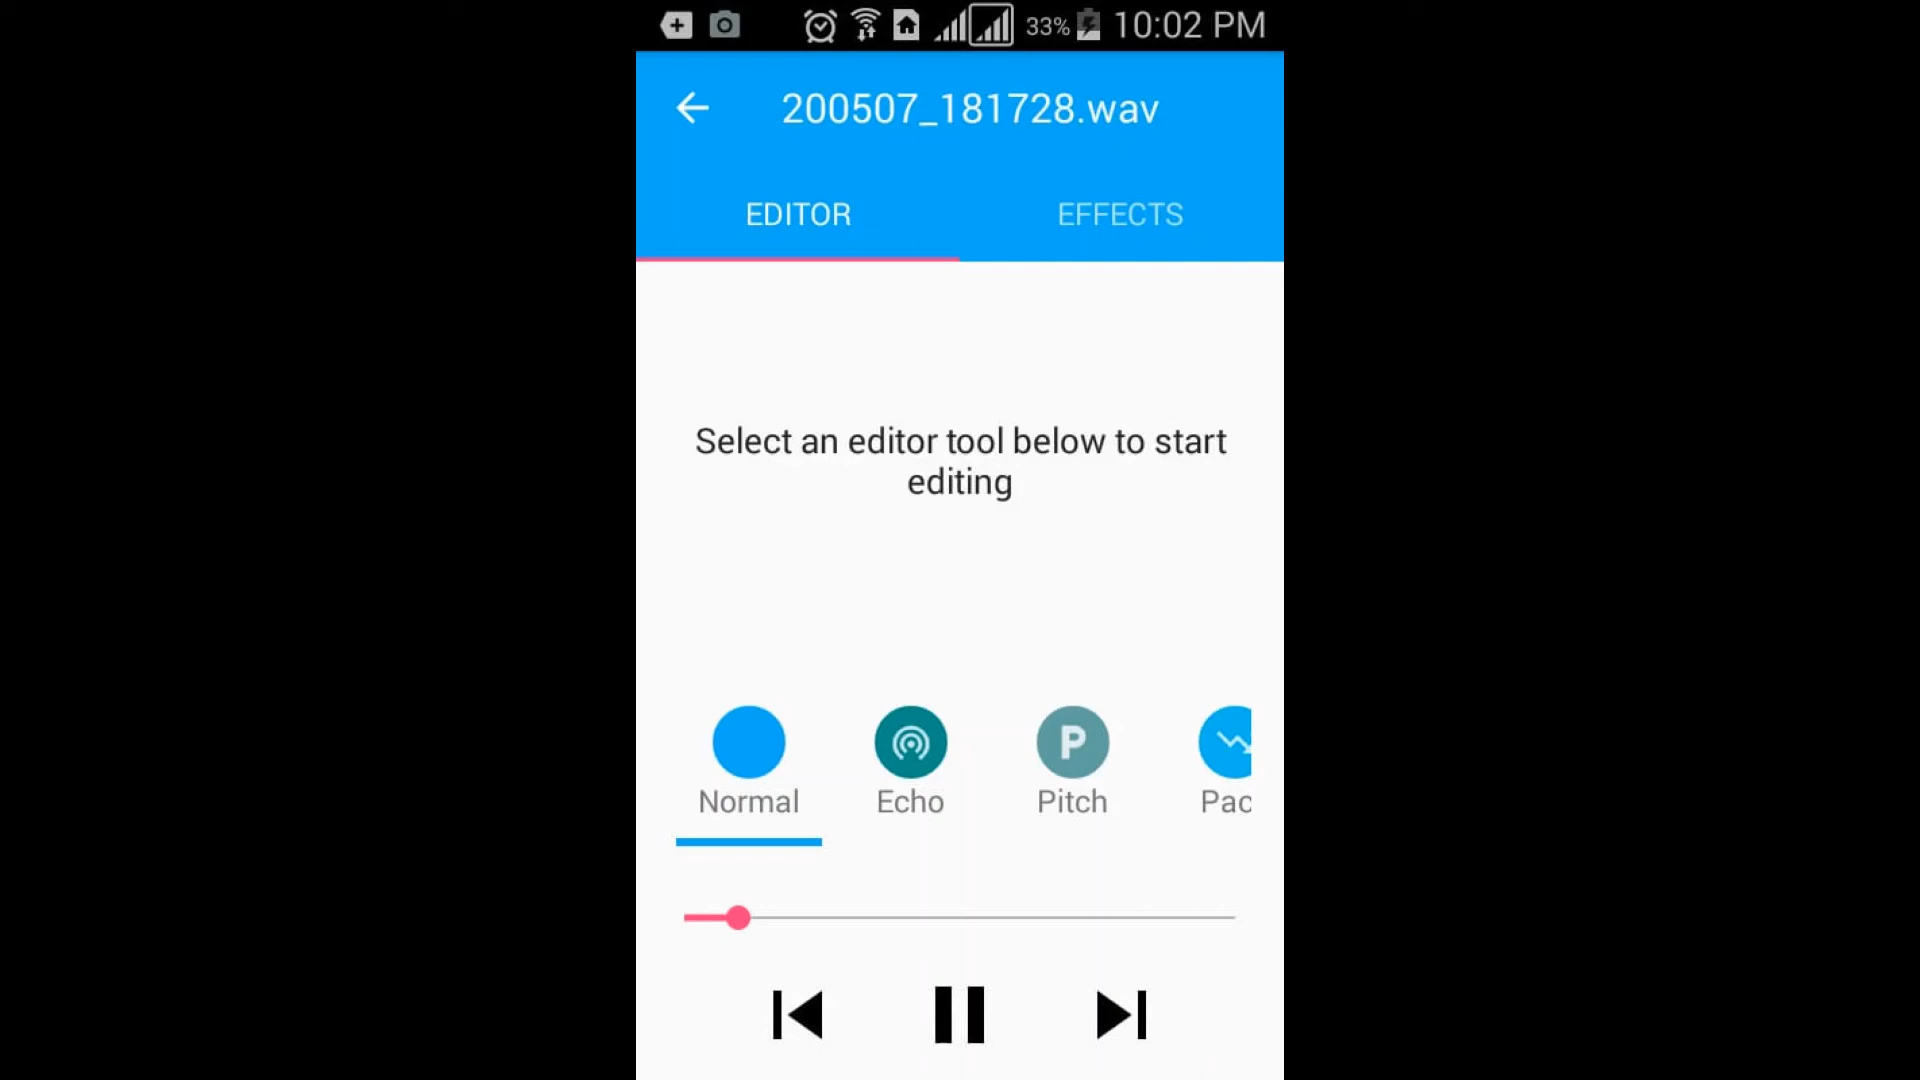 33% 10:02 PM
200507_181728.wav
EDITOR EFFECTS
Select an editor tool below to start
editing
P
Normal Echo Pitch Pac